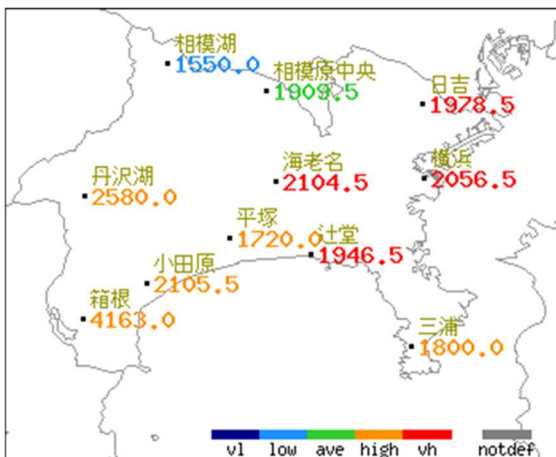 相模湖
1550.0
相模原中央
1909.5
日吉
1978.5
海老名
2104.5
横浜
2056.5
丹沢湖
2580.0
平塚
1720.0
辻堂
1946.5
小田原
2105.5
箱根
4163.0
三浦
1800.0
vl low ave high vh notdef